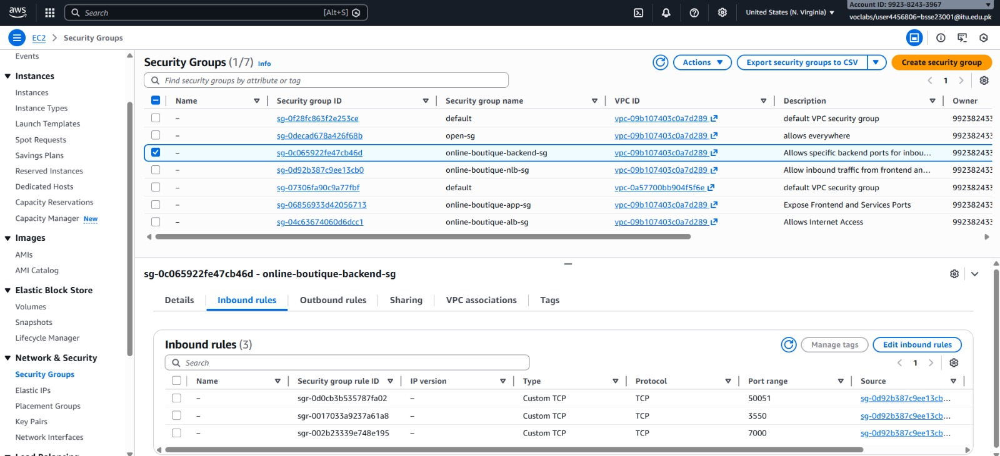 aws
Search [Alt+S]
United States (N. Virginia)
Account ID: 9923-8243-3967
voclabs/user4456806=bsse23001@itu.edu.pk
EC2 > Security Groups
Events
Instances
Instances
Instance Types
Launch Templates
Spot Requests
Savings Plans
Reserved Instances
Dedicated Hosts
Capacity Reservations
Capacity Manager New
Images
AMIs
AMI Catalog
Elastic Block Store
Volumes
Snapshots
Lifecycle Manager
Network & Security
Security Groups
Elastic IPs
Placement Groups
Key Pairs
Network Interfaces
Load Balancing
Security Groups (1/7) Info
Actions
Export security groups to CSV
Create security group
Find security groups by attribute or tag
1
Name Security group ID Security group name VPC ID Description Owner
– sg-0f28fc863f2e253ce default vpc-09b107403c0a7d289 default VPC security group 992382433
– sg-0decad678a426f68b open-sg vpc-09b107403c0a7d289 allows everywhere 992382433
– sg-0c065922fe47cb46d online-boutique-backend-sg vpc-09b107403c0a7d289 Allows specific backend ports for inbou... 992382433
– sg-0d92b387c9ee13cb0 online-boutique-nlb-sg vpc-09b107403c0a7d289 Allow inbound traffic from frontend an... 992382433
– sg-07306fa90c9a77fbf default vpc-0a57700bb904f5f6e default VPC security group 992382433
– sg-06856933d42056713 online-boutique-app-sg vpc-09b107403c0a7d289 Expose Frontend and Services Ports 992382433
– sg-04c63674060d6dcc1 online-boutique-alb-sg vpc-09b107403c0a7d289 Allows Internet Access 992382433
sg-0c065922fe47cb46d - online-boutique-backend-sg
Details Inbound rules Outbound rules Sharing VPC associations Tags
Inbound rules (3)
Manage tags
Edit inbound rules
Search
1
Name Security group rule ID IP version Type Protocol Port range Source
– sgr-0d0cb3b535787fa02 – Custom TCP TCP 50051 sg-0d92b387c9ee13cb...
– sgr-0017033a9237a61a8 – Custom TCP TCP 3550 sg-0d92b387c9ee13cb...
– sgr-002b23339e748e195 – Custom TCP TCP 7000 sg-0d92b387c9ee13cb...